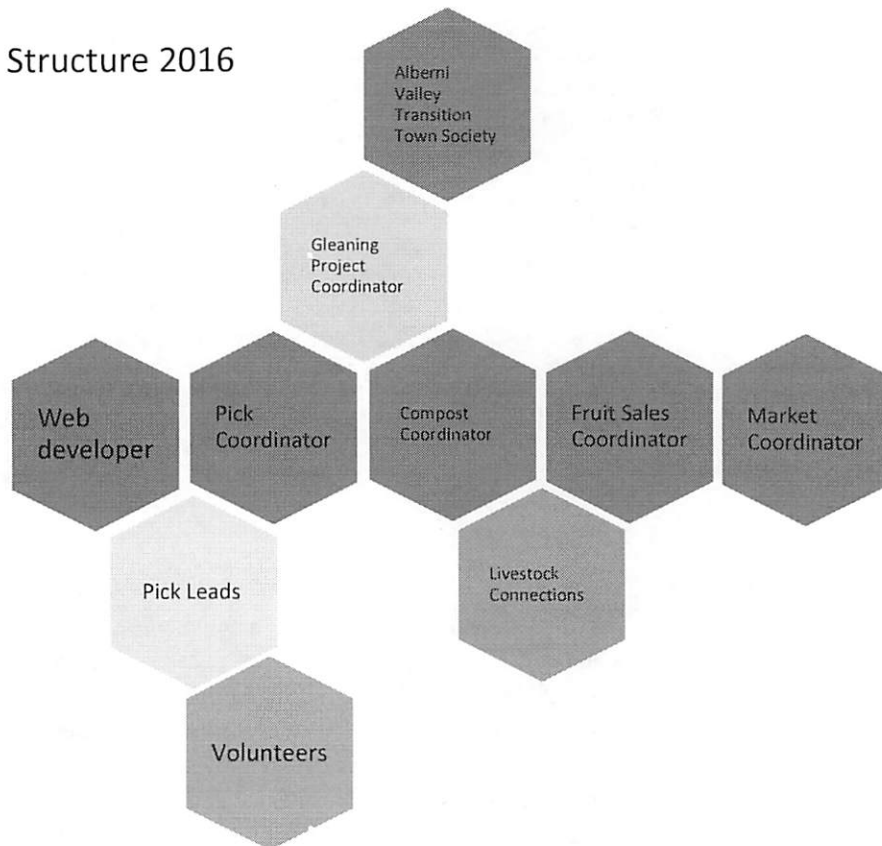 Structure 2016
Alberni
Valley
Transition
Town Society
Gleaning
Project
Coordinator
Web
developer
Pick
Coordinator
Compost
Coordinator
Fruit Sales
Coordinator
Market
Coordinator
Pick Leads
Livestock
Connections
Volunteers